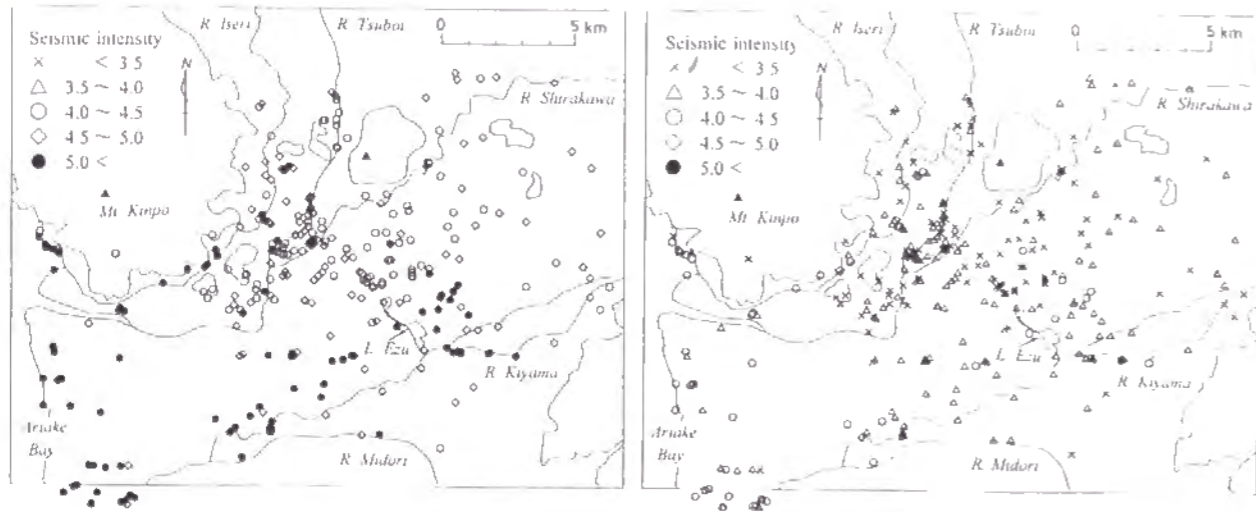 R. Iseri
R. Tsuboi
0 5 km
Seismic intensity
N
× < 3.5
△ 3.5 ~ 4.0
○ 4.0 ~ 4.5
◇ 4.5 ~ 5.0
● 5.0 <
R. Shirakawa
Mt. Kinpo
L. Ezu
R. Kiyama
Ariake
Bay
R. Midori
R. Iseri
R. Tsuboi
0 5 km
Seismic intensity
N
× < 3.5
△ 3.5 ~ 4.0
○ 4.0 ~ 4.5
◇ 4.5 ~ 5.0
● 5.0 <
R. Shirakawa
Mt. Kinpo
L. Ezu
R. Kiyama
Ariake
Bay
R. Midori